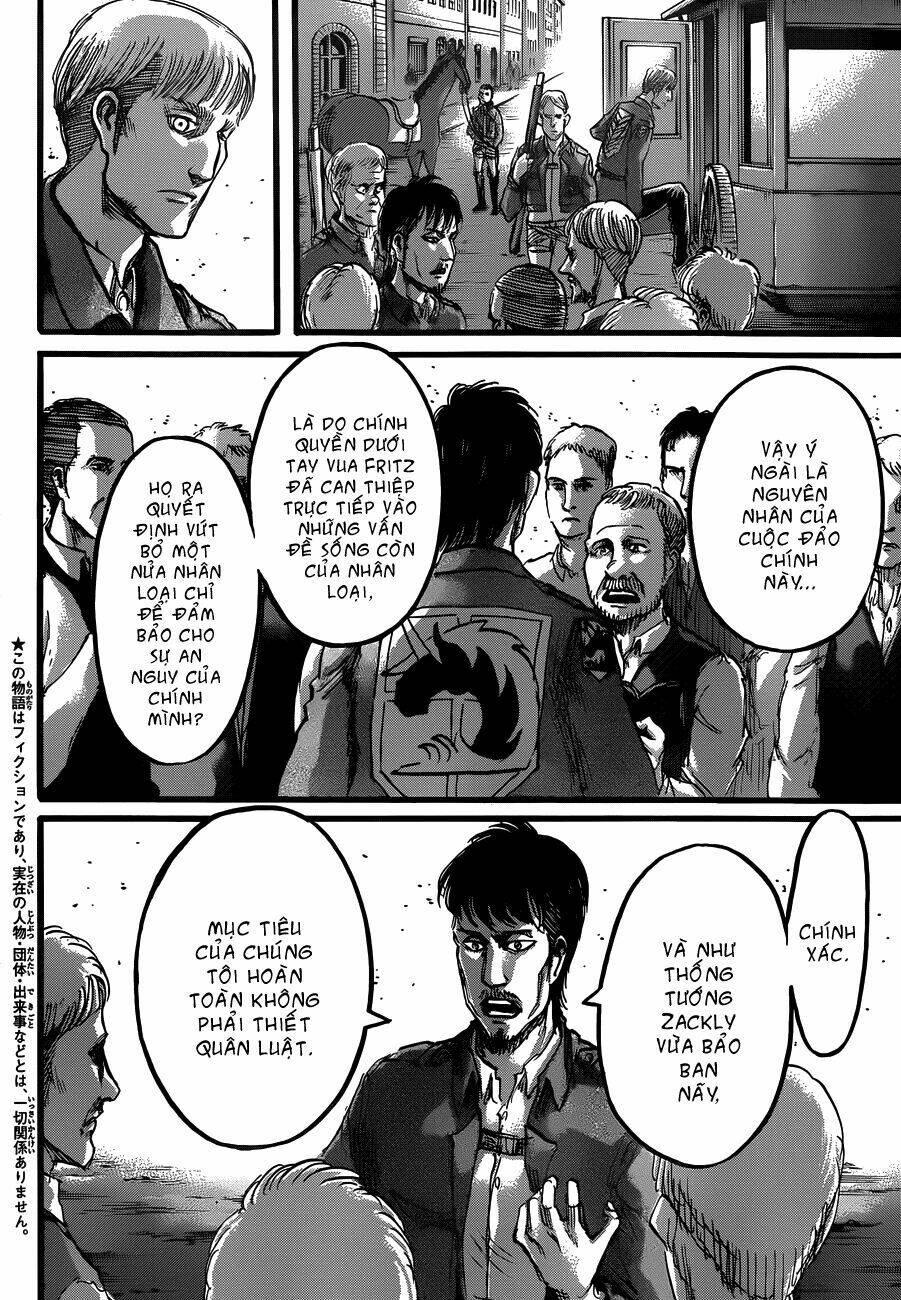 VẬY Ý
NGÀI LÀ
NGUYÊN
NHÂN CỦA
CUỘC ĐẢO
CHÍNH
NÀY...
LÀ DO CHÍNH
QUYỀN DƯỚI
TAY VUA FRITZ
ĐÃ CAN THIỆP
TRỰC TIẾP VÀO
NHỮNG VẤN
ĐỀ SỐNG CÒN
CỦA NHÂN
LOẠI,
HỌ RA
QUYẾT
ĐỊNH VỨT
BỎ MỘT
NỬA NHÂN
LOẠI CHỈ
ĐỂ ĐẢM
BẢO CHO
SỰ AN
NGUY CỦA
CHÍNH
MÌNH?
CHÍNH
XÁC.
VÀ NHƯ
THỐNG
TƯỚNG
ZACKLY
VỪA BẢO
BAN
NÃY,
MỤC TIÊU
CỦA CHÚNG
TÔI HOÀN
TOÀN KHÔNG
PHẢI THIẾT
QUÂN LUẬT.
★この物語はフィクションであり、実在の人物・団体・出来事などとは、一切関係ありません。